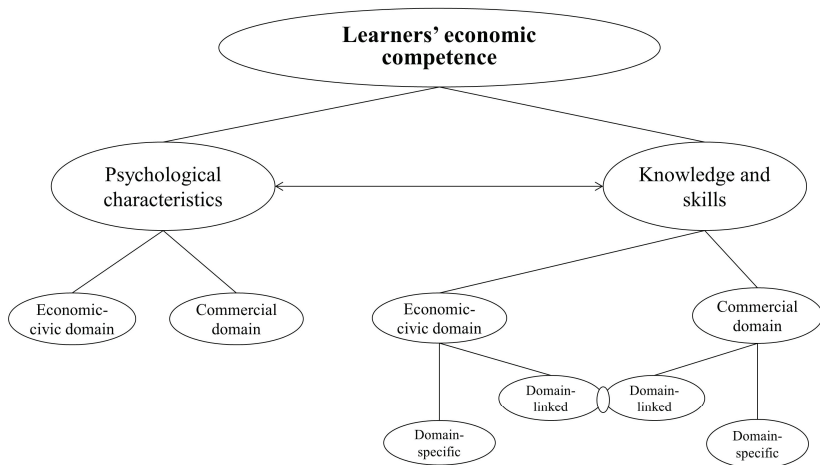 Learners' economic
competence
Psychological
characteristics
Knowledge and
skills
Economic-
civic domain
Commercial
domain
Economic-
civic domain
Commercial
domain
Domain-
linked
Domain-
linked
Domain-
specific
Domain-
specific